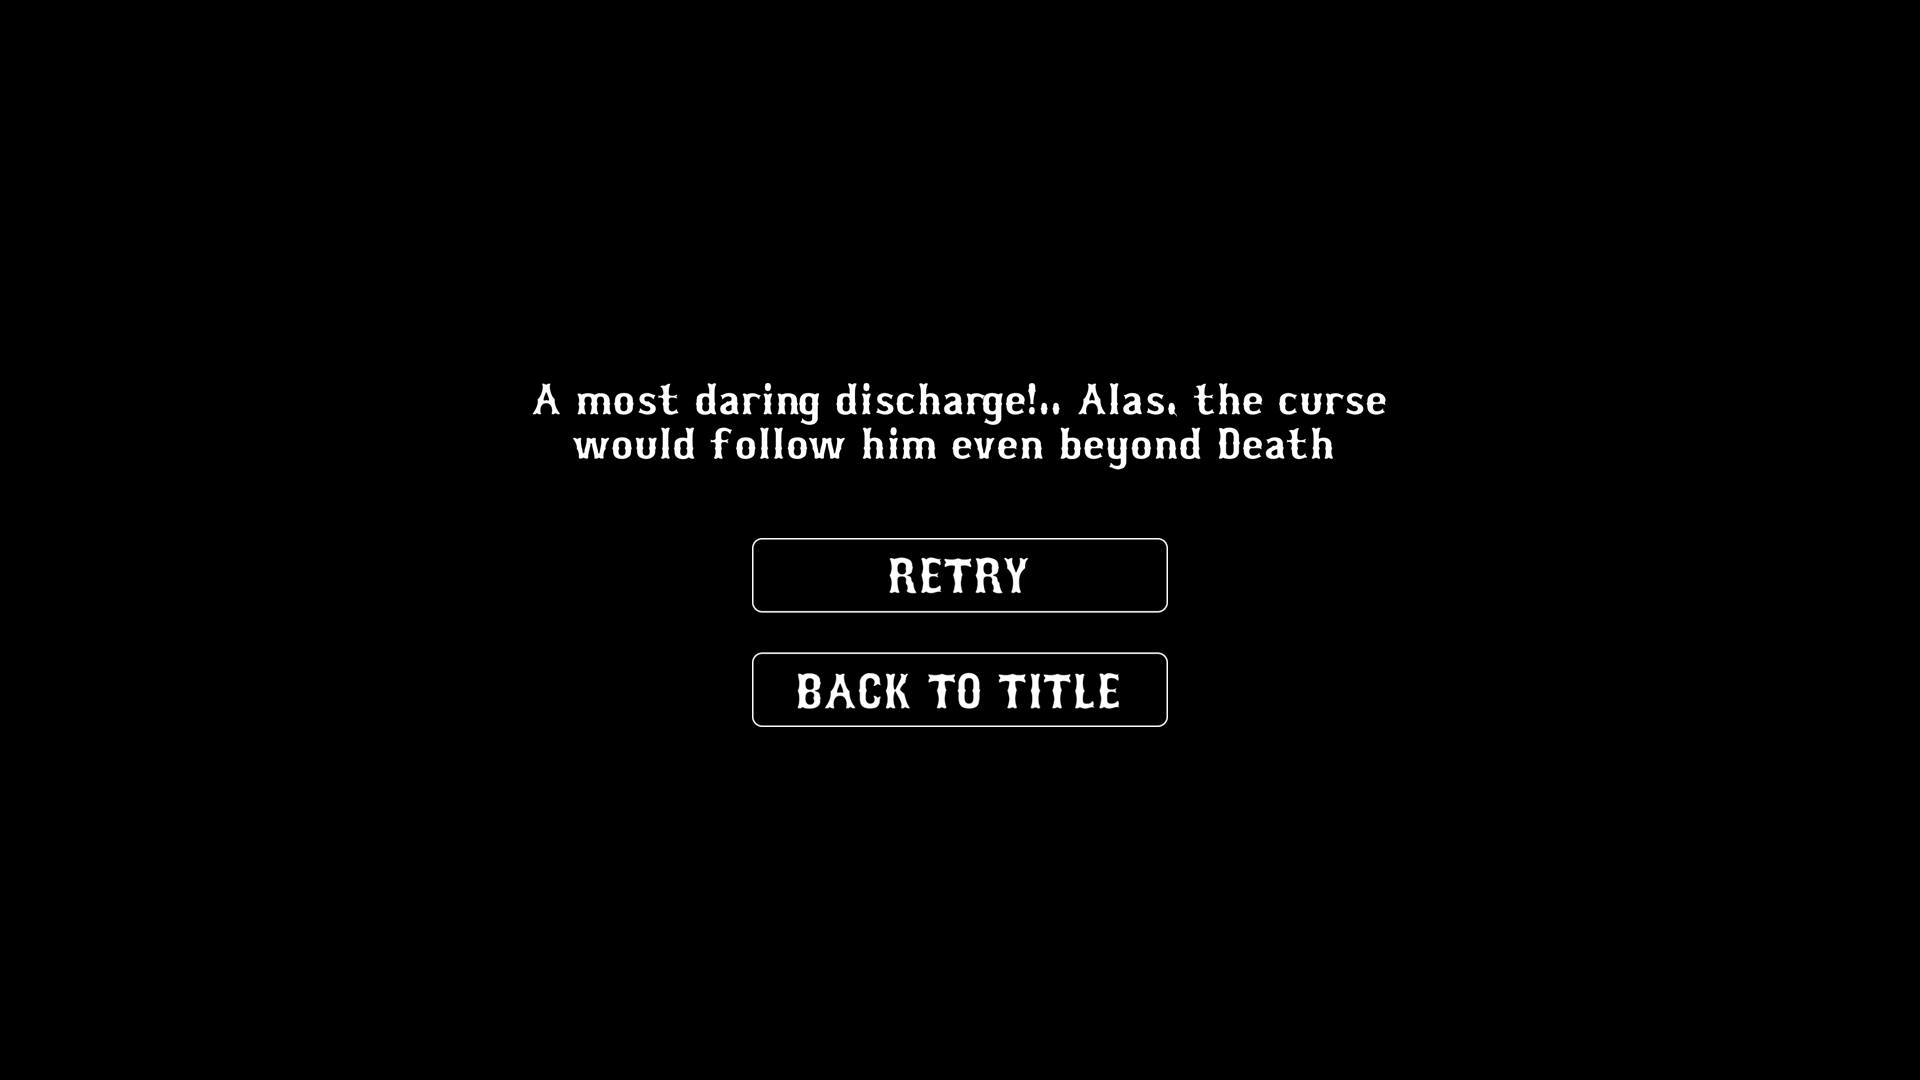 A most daring discharge!.. Alas, the curse
would follow him even beyond Death
RETRY
BACK TO TITLE